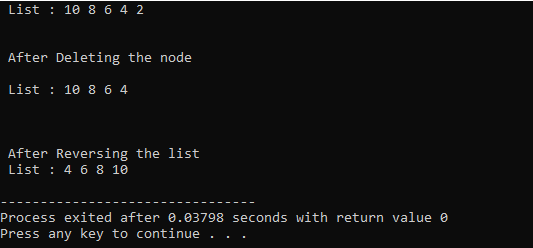 List : 10 8 6 4 2
After Deleting the node
List : 10 8 6 4
After Reversing the list
List : 4 6 8 10
--------------------------------
Process exited after 0.03798 seconds with return value 0
Press any key to continue . . .